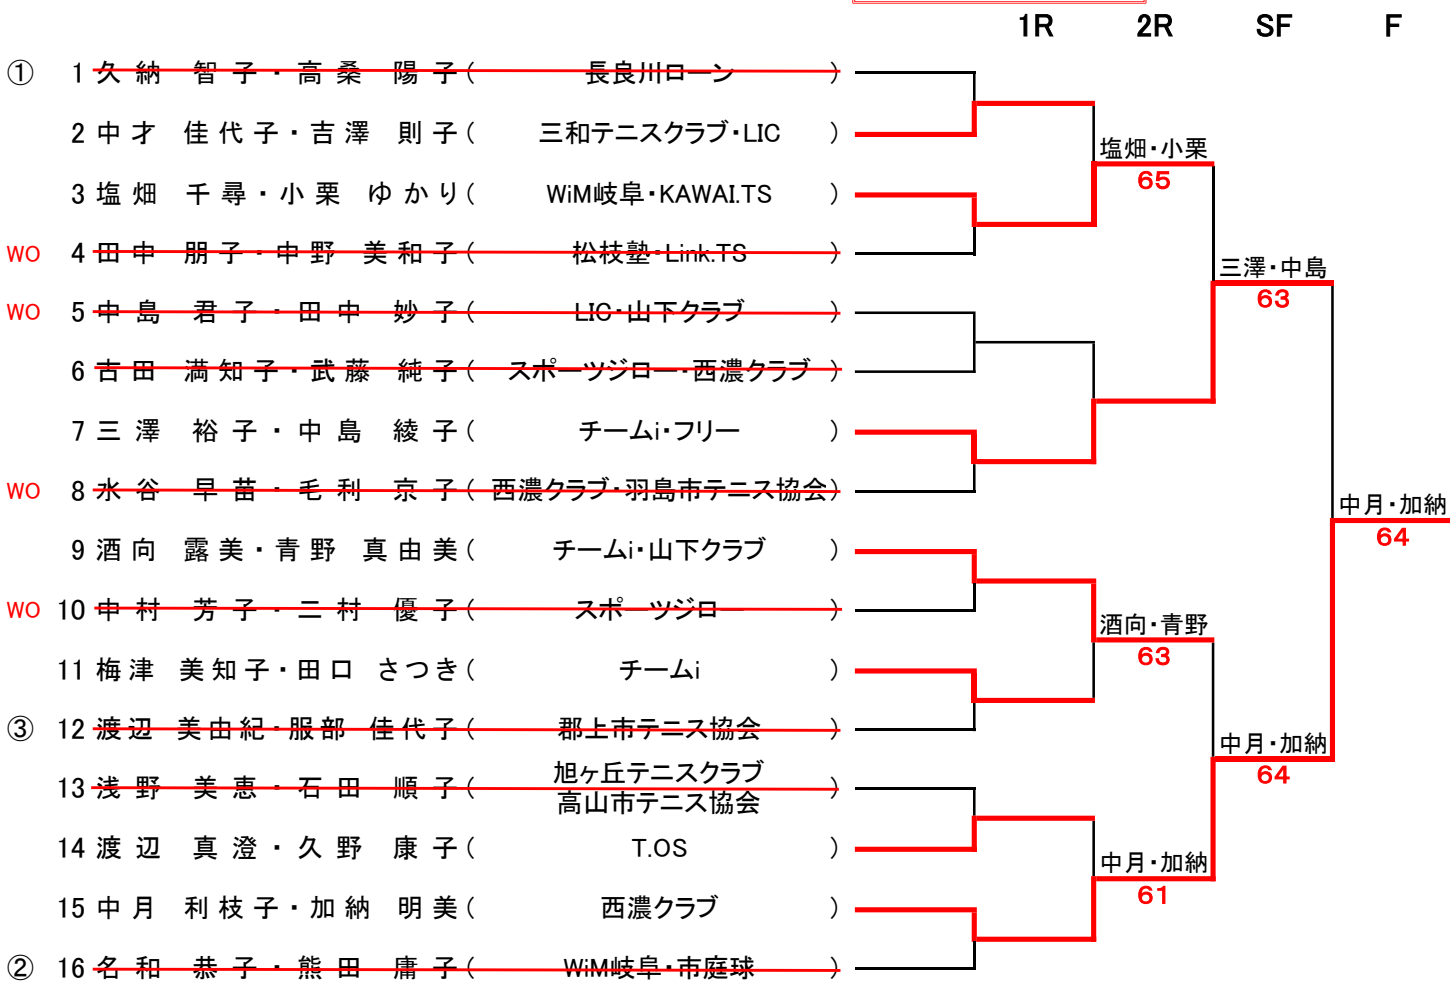 1R 2R SF F
① 1 久納 智子・高桑 陽子( 長良川ローン )
2 中才 佳代子・吉澤 則子( 三和テニスクラブ・LIC )
塩畑・小栗
65
3 塩畑 千尋・小栗 ゆかり( WiM岐阜・KAWAI.TS )
WO 4 田中 朋子・中野 美和子( 松枝塾・Link.TS )
三澤・中島
63
WO 5 中島 君子・田中 妙子( LIC・山下クラブ )
6 古田 満知子・武藤 純子( スポーツジロー・西濃クラブ )
7 三澤 裕子・中島 綾子( チームi・フリー )
WO 8 水谷 早苗・毛利 京子( 西濃クラブ・羽島市テニス協会)
中月・加納
64
9 酒向 露美・青野 真由美( チームi・山下クラブ )
WO 10 中村 芳子・二村 優子( スポーツジロー )
酒向・青野
63
11 梅津 美知子・田口 さつき( チームi )
③ 12 渡辺 美由紀・服部 佳代子( 郡上市テニス協会 )
中月・加納
64
13 浅野 美恵・石田 順子( 旭ヶ丘テニスクラブ
高山市テニス協会 )
14 渡辺 真澄・久野 康子( T.OS )
中月・加納
61
15 中月 利枝子・加納 明美( 西濃クラブ )
② 16 名和 恭子・熊田 庸子( WiM岐阜・市庭球 )